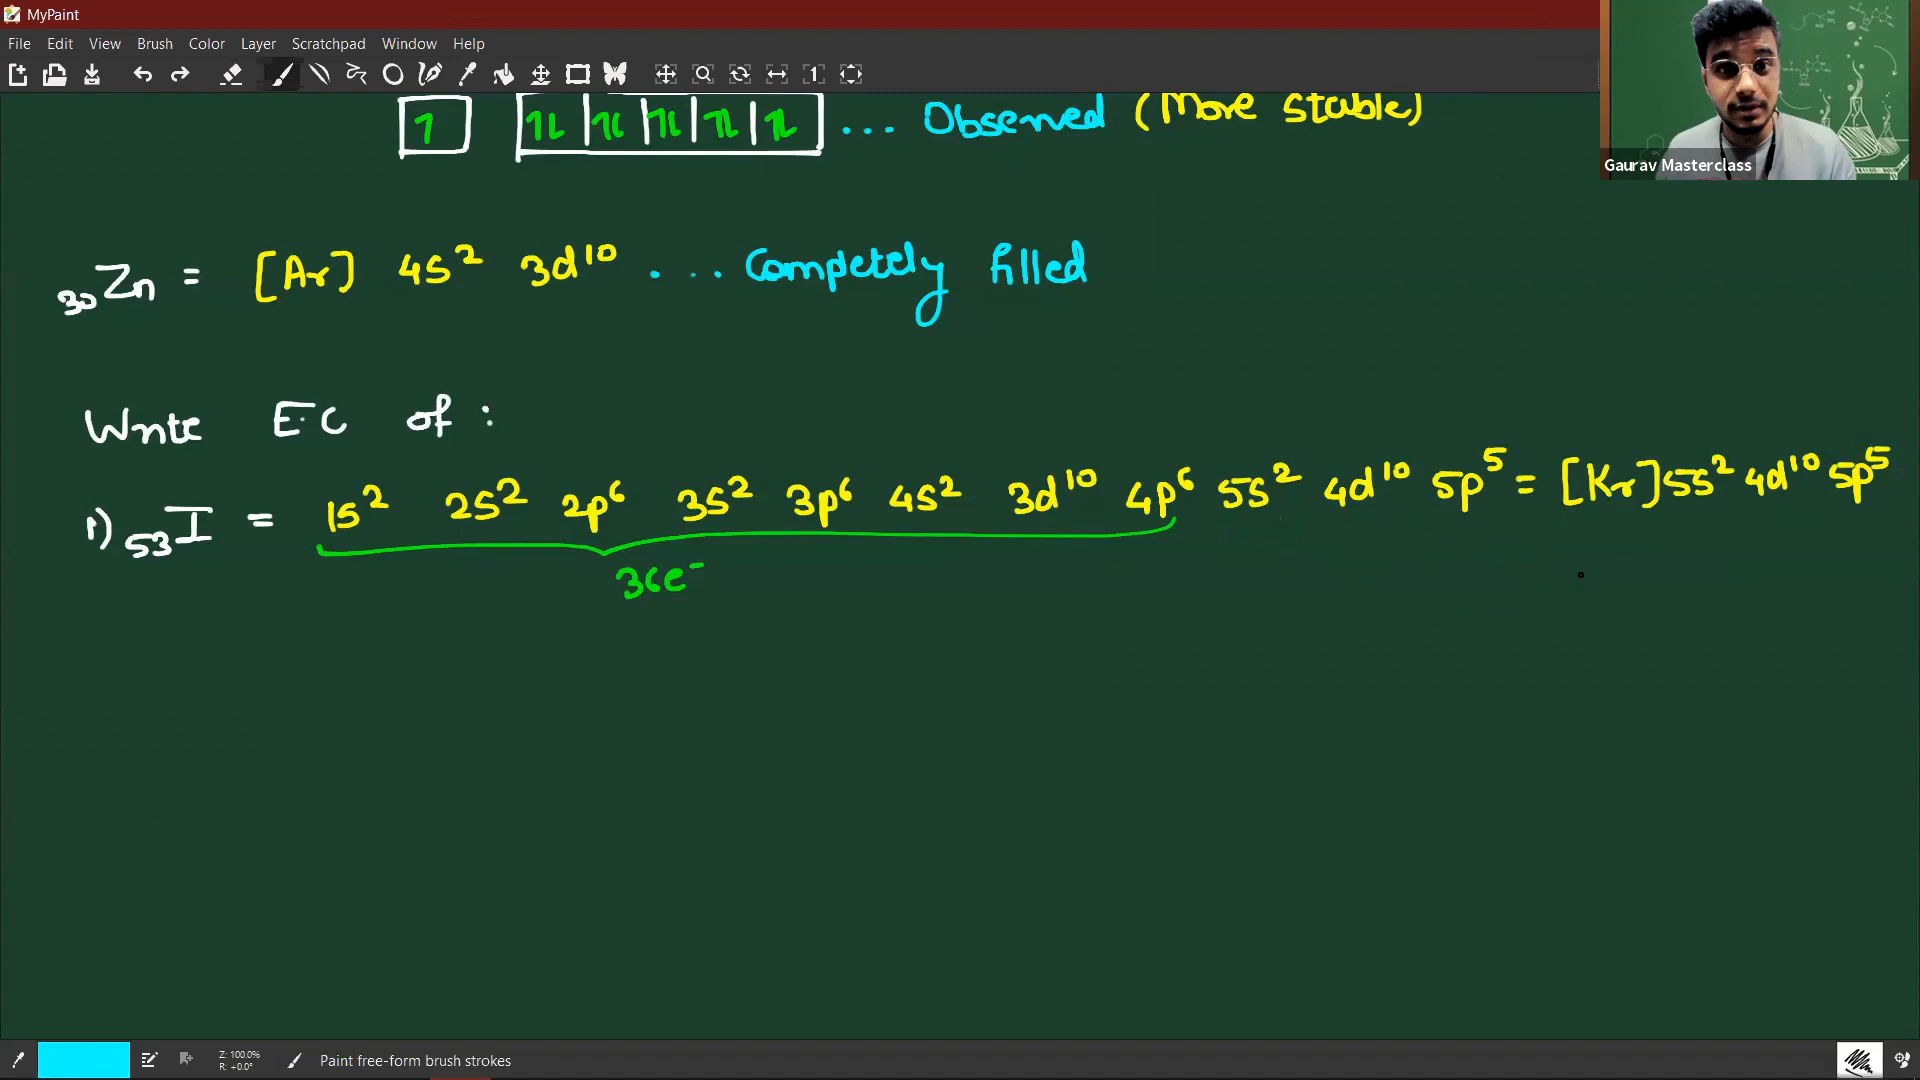 MyPaint
File Edit View Brush Color Layer Scratchpad Window Help
1
Gaurav Masterclass
↿ ↿⇂ ↿⇂ ↿⇂ ↿⇂ ↿⇂ ... Observed (More stable)
₃₀Zn = [Ar] 4s² 3d¹⁰ ... Completely filled
Write EC of :
1) ₅₃I = 1s² 2s² 2p⁶ 3s² 3p⁶ 4s² 3d¹⁰ 4p⁶ 5s² 4d¹⁰ 5p⁵ = [Kr]5s² 4d¹⁰ 5p⁵
36e⁻
Z: 100.0%
R: +0.0°
Paint free-form brush strokes